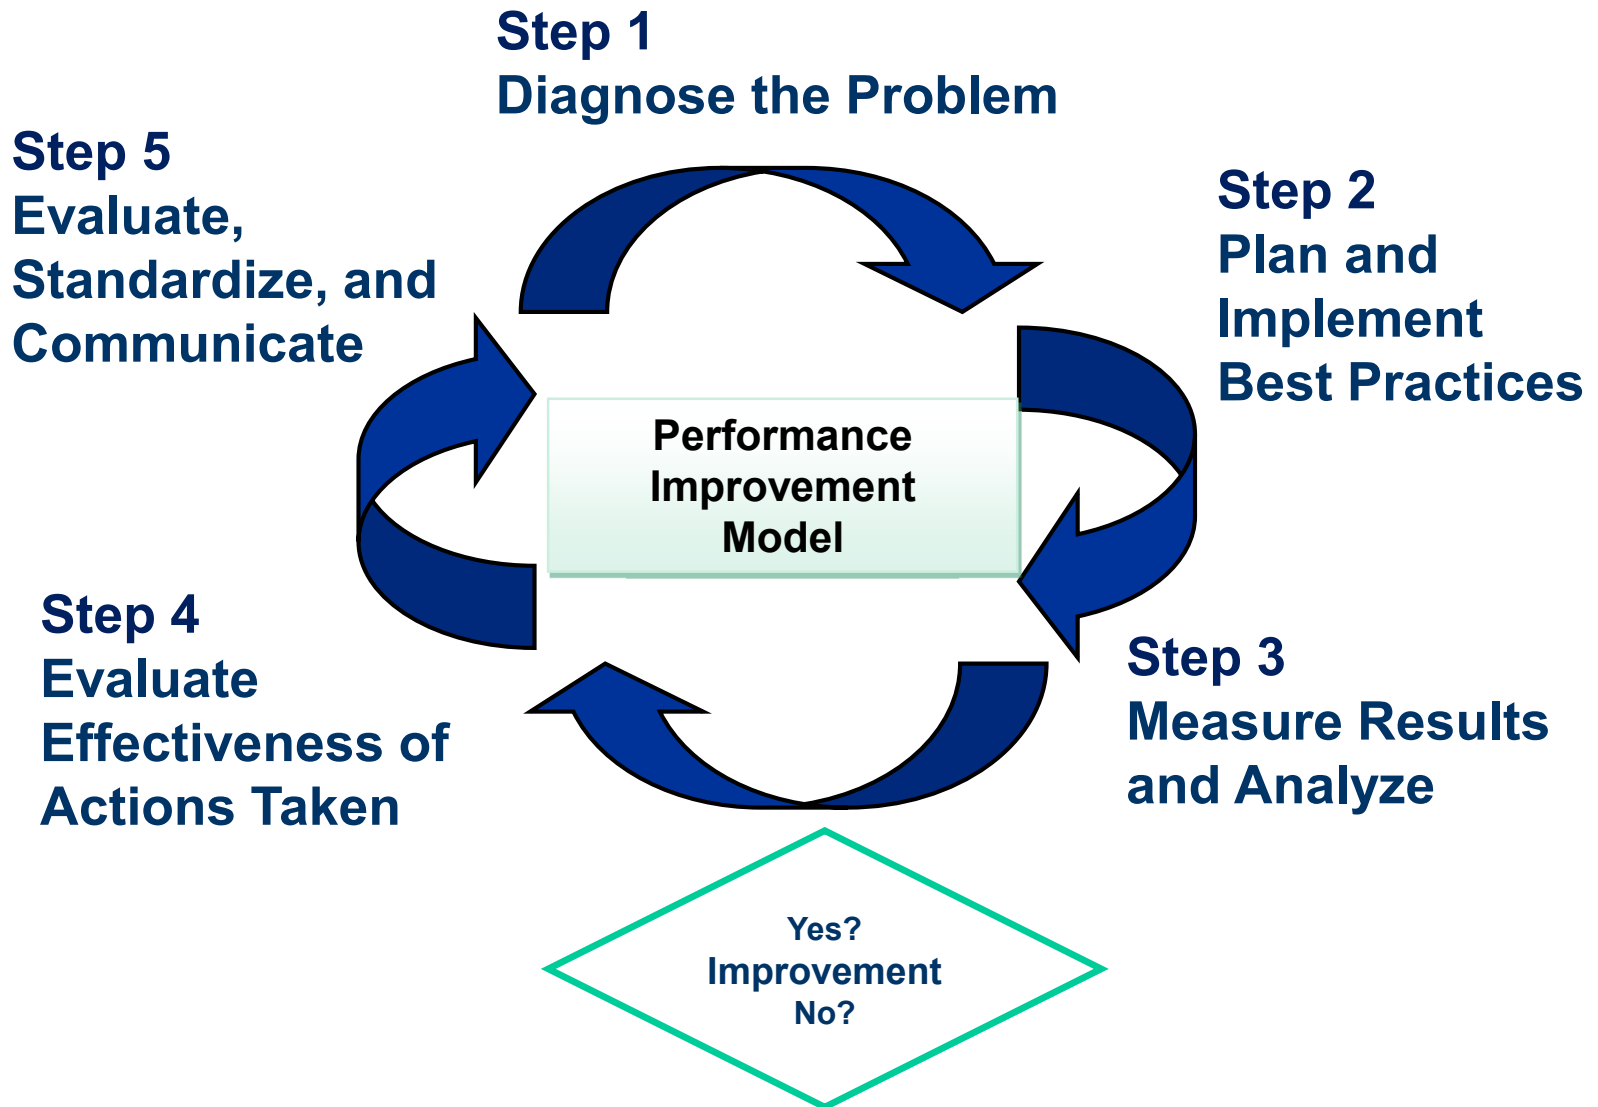 Step 1
Diagnose the Problem
Step 2
Plan and
Implement
Best Practices
Step 3
Measure Results
and Analyze
Step 4
Evaluate
Effectiveness of
Actions Taken
Step 5
Evaluate,
Standardize, and
Communicate
Performance
Improvement
Model
Yes?
Improvement
No?